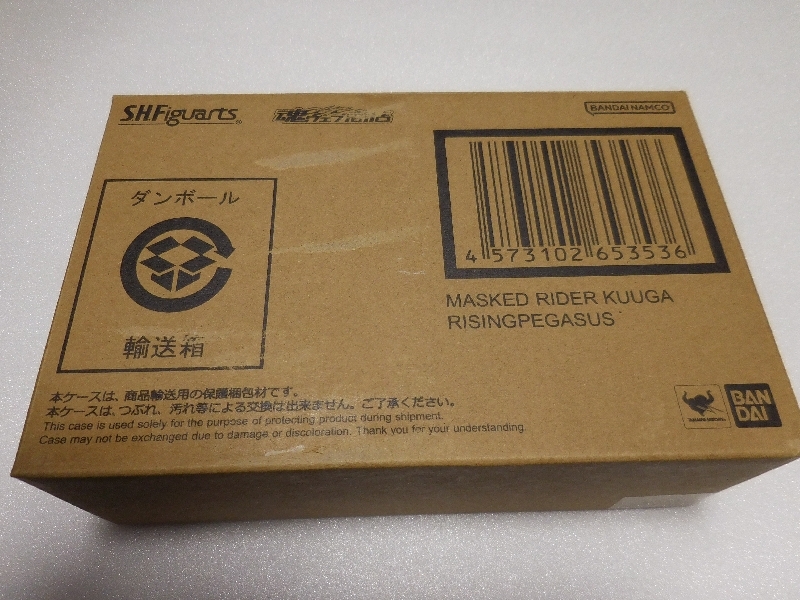 S.H.Figuarts
魂ウェブ商店
BANDAI NAMCO
ダンボール
輸送箱
4 573102 653536
MASKED RIDER KUUGA
RISINGPEGASUS
本ケースは、商品輸送用の保護梱包材です。
本ケースは、つぶれ、汚れ等による交換は出来ません。ご了承ください。
This case is used solely for the purpose of protecting product during shipment.
Case may not be exchanged due to damage or discoloration. Thank you for your understanding.
BAN
DAI